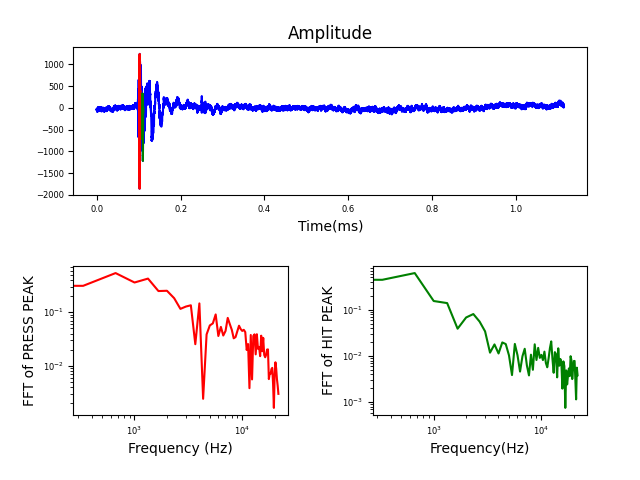 Amplitude
1000
500
0
−500
−1000
−1500
−2000
0.0 0.2 0.4 0.6 0.8 1.0
Time(ms)
FFT of PRESS PEAK
10⁻¹
10⁻²
10³ 10⁴
Frequency (Hz)
FFT of HIT PEAK
10⁻¹
10⁻²
10⁻³
10³ 10⁴
Frequency(Hz)